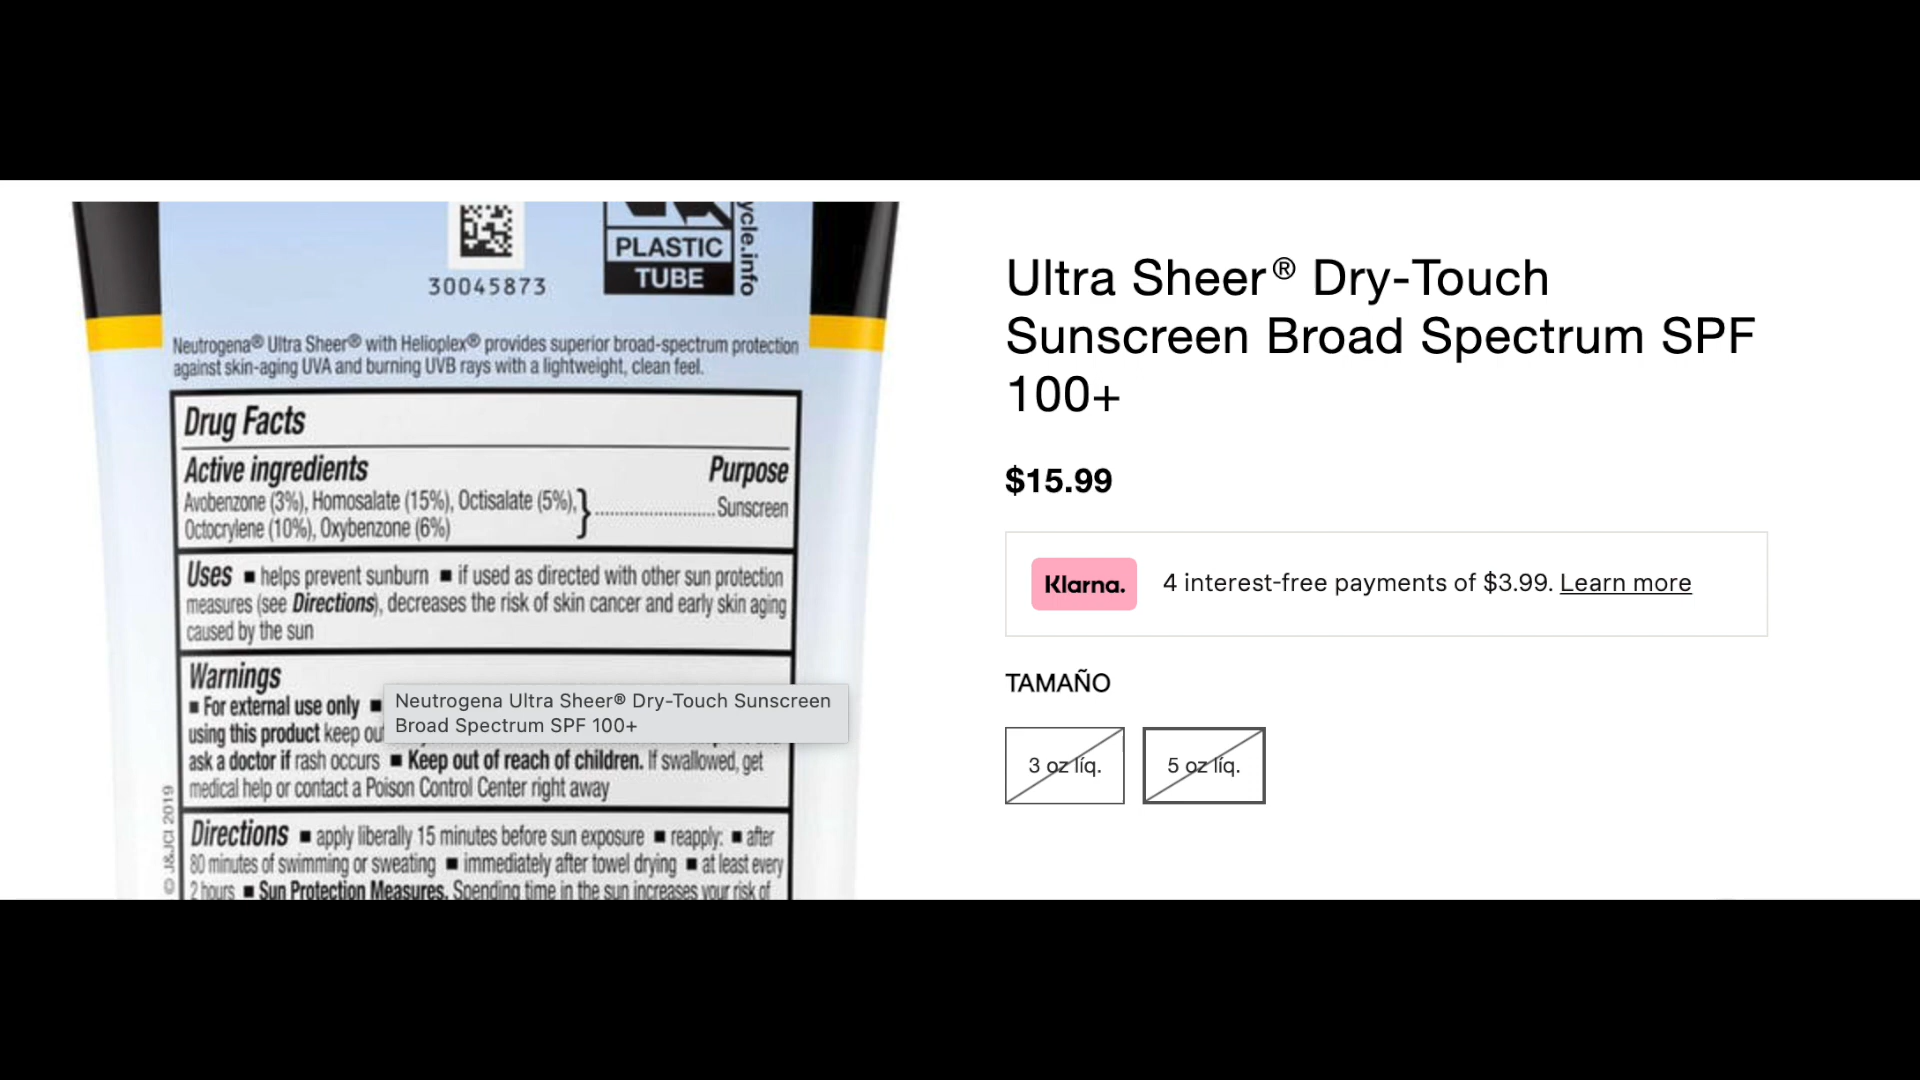 ycle.info
PLASTIC
TUBE
30045873
Neutrogena® Ultra Sheer® with Helioplex® provides superior broad-spectrum protection
against skin-aging UVA and burning UVB rays with a lightweight, clean feel.
Drug Facts
Active ingredients Purpose
Avobenzone (3%), Homosalate (15%), Octisalate (5%),
Octocrylene (10%), Oxybenzone (6%) } ........................ Sunscreen
Uses ■ helps prevent sunburn ■ if used as directed with other sun protection
measures (see Directions), decreases the risk of skin cancer and early skin aging
caused by the sun
Warnings
■ For external use only ■
using this product keep out
ask a doctor if rash occurs ■ Keep out of reach of children. If swallowed, get
medical help or contact a Poison Control Center right away
Directions ■ apply liberally 15 minutes before sun exposure ■ reapply: ■ after
80 minutes of swimming or sweating ■ immediately after towel drying ■ at least every
2 hours ■ Sun Protection Measures. Spending time in the sun increases your risk of
© J&JCI 2019
Neutrogena Ultra Sheer® Dry-Touch Sunscreen
Broad Spectrum SPF 100+
Ultra Sheer® Dry-Touch
Sunscreen Broad Spectrum SPF
100+
$15.99
Klarna. 4 interest-free payments of $3.99. Learn more
TAMAÑO
3 oz líq. 5 oz líq.